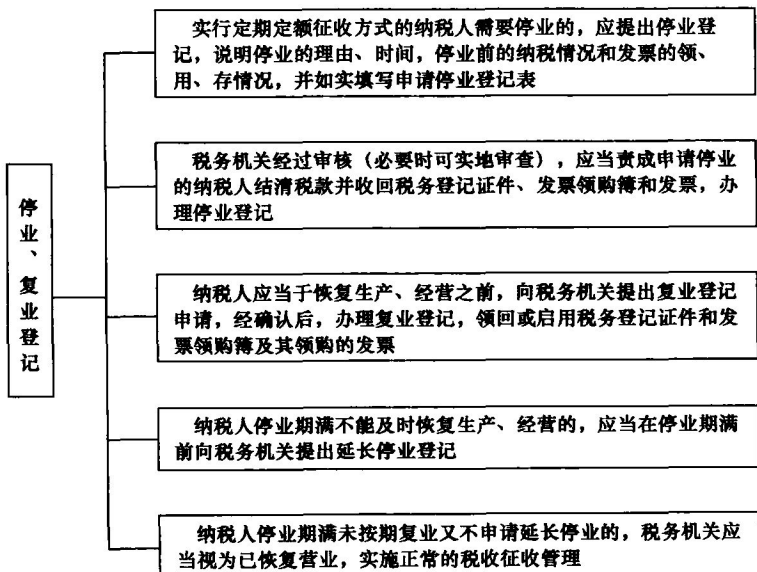 停业、复业登记
实行定期定额征收方式的纳税人需要停业的，应提出停业登
记，说明停业的理由、时间，停业前的纳税情况和发票的领、
用、存情况，并如实填写申请停业登记表
税务机关经过审核（必要时可实地审查），应当责成申请停业
的纳税人结清税款并收回税务登记证件、发票领购簿和发票，办
理停业登记
纳税人应当于恢复生产、经营之前，向税务机关提出复业登记
申请，经确认后，办理复业登记，领回或启用税务登记证件和发
票领购簿及其领购的发票
纳税人停业期满不能及时恢复生产、经营的，应当在停业期满
前向税务机关提出延长停业登记
纳税人停业期满未按期复业又不申请延长停业的，税务机关应
当视为已恢复营业，实施正常的税收征收管理